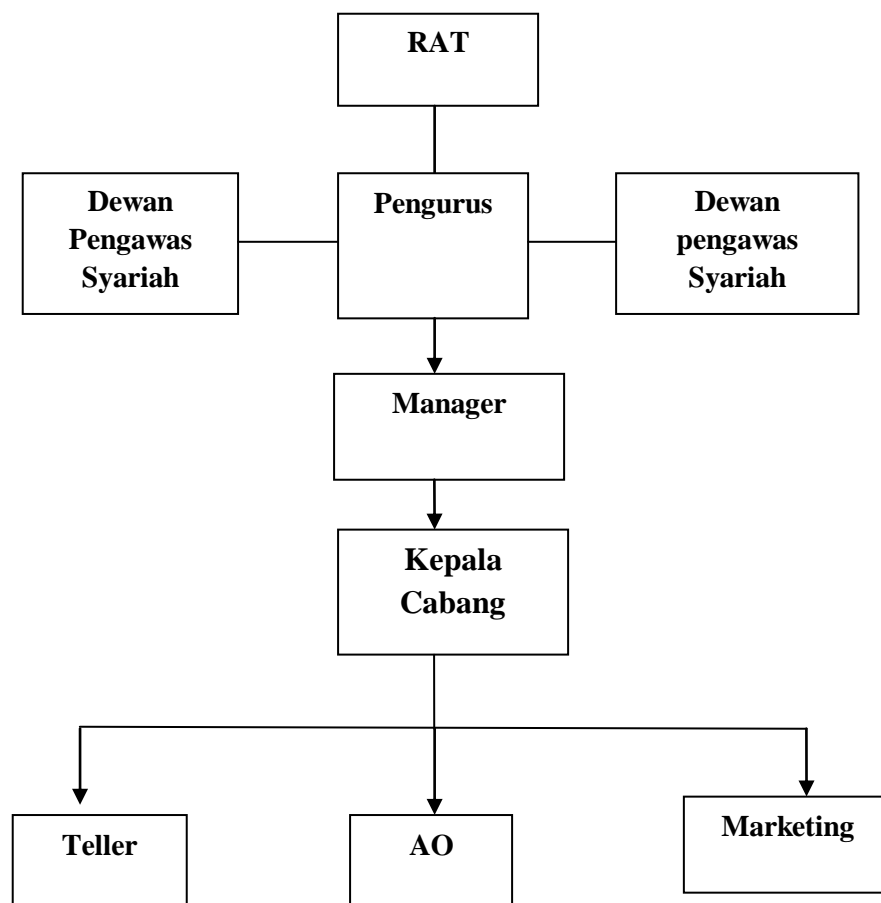 RAT
Dewan
Pengawas
Syariah
Pengurus
Dewan
pengawas
Syariah
Manager
Kepala
Cabang
Teller
AO
Marketing